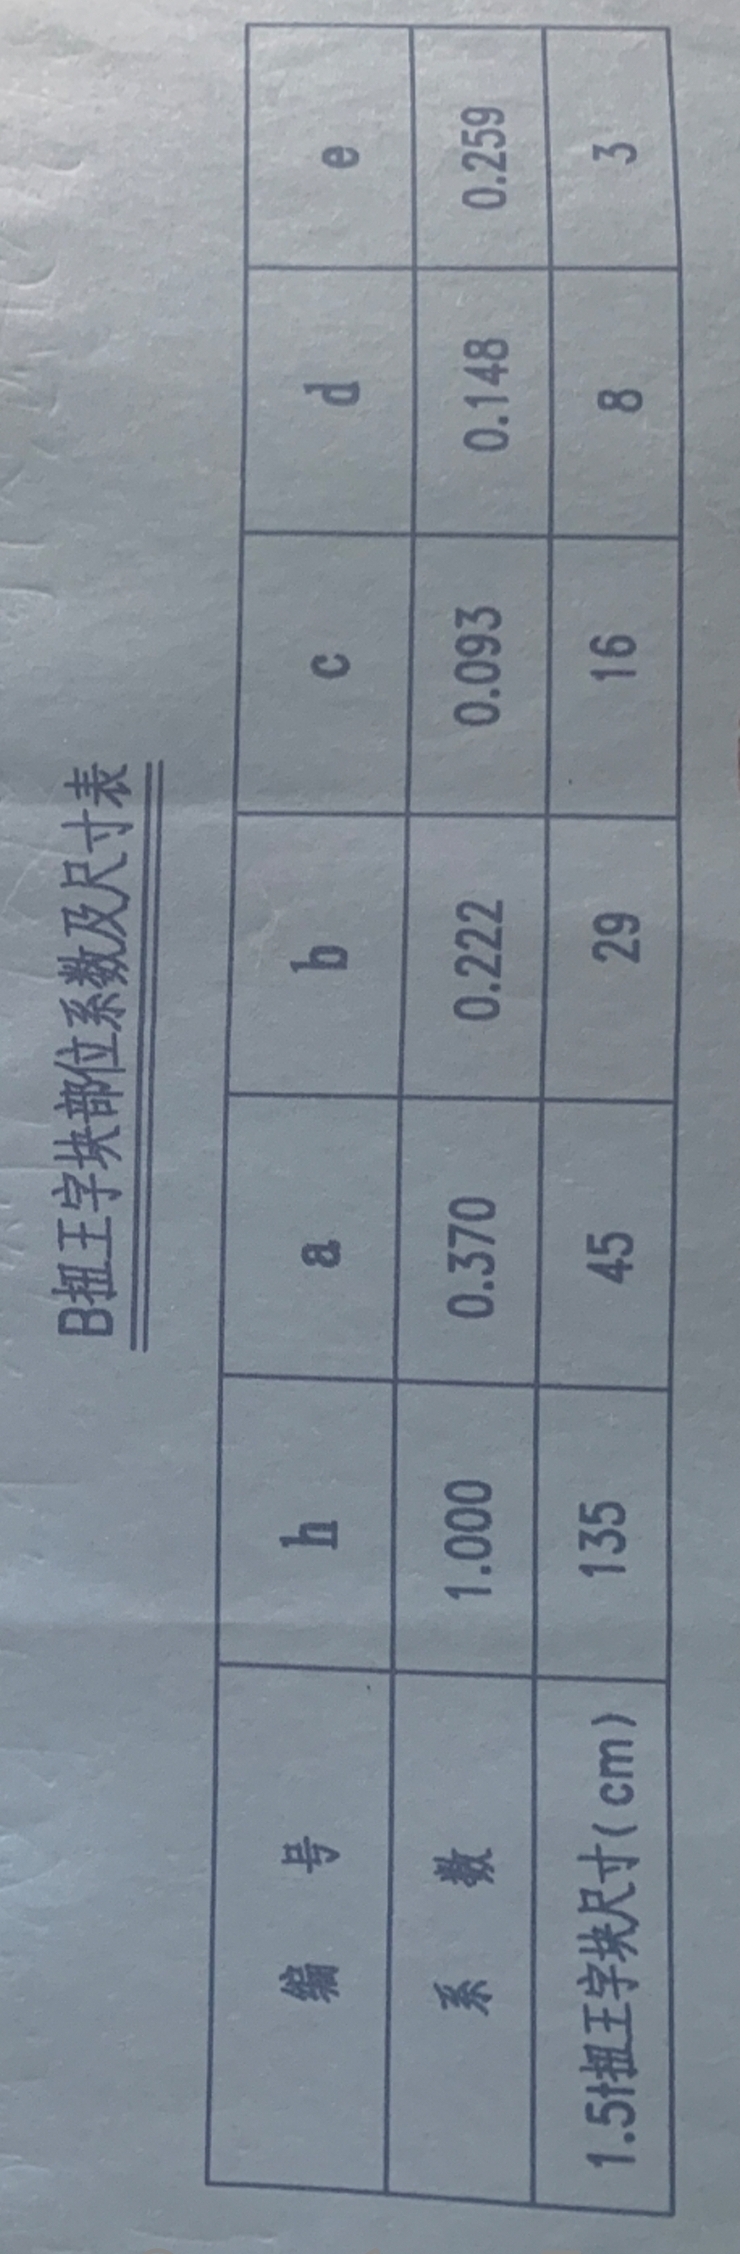 B扭王字块部位系数及尺寸表
编 号 h a b c d e
系 数 1.000 0.370 0.222 0.093 0.148 0.259
1.5t扭王字块尺寸(cm) 135 45 29 16 8 3